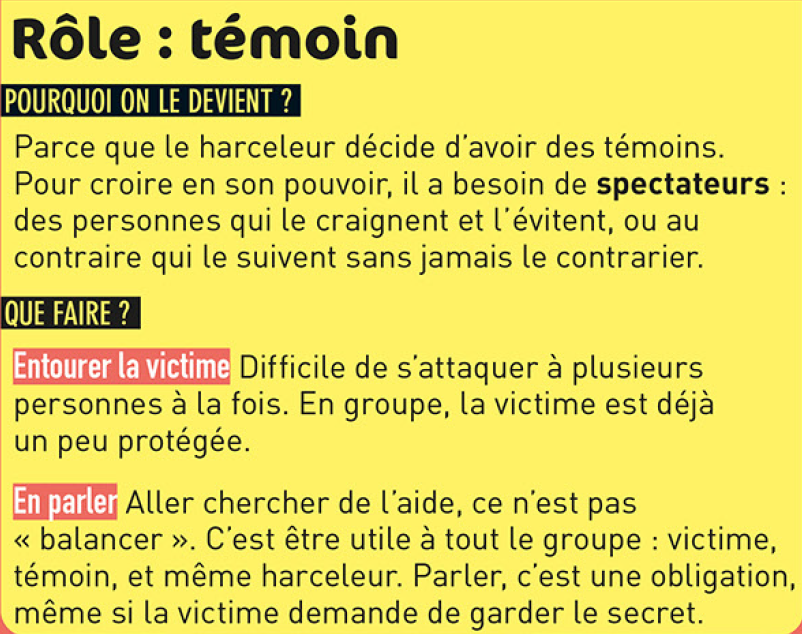 Rôle : témoin
POURQUOI ON LE DEVIENT ?
Parce que le harceleur décide d'avoir des témoins.
Pour croire en son pouvoir, il a besoin de spectateurs :
des personnes qui le craignent et l'évitent, ou au
contraire qui le suivent sans jamais le contrarier.
QUE FAIRE ?
Entourer la victime Difficile de s'attaquer à plusieurs
personnes à la fois. En groupe, la victime est déjà
un peu protégée.
En parler Aller chercher de l'aide, ce n'est pas
« balancer ». C'est être utile à tout le groupe : victime,
témoin, et même harceleur. Parler, c'est une obligation,
même si la victime demande de garder le secret.